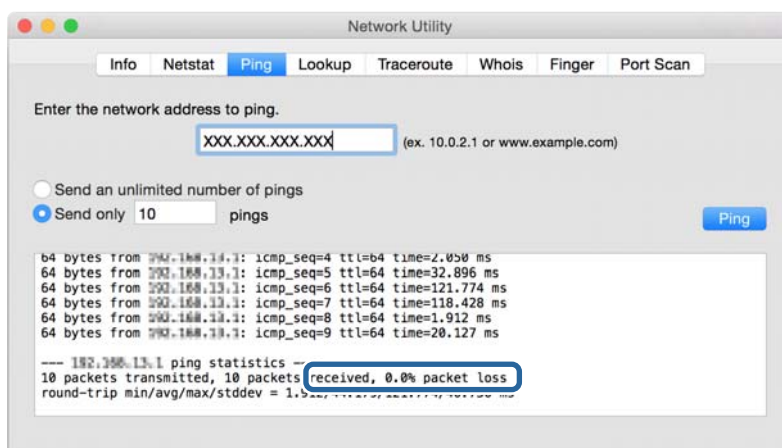 Network Utility
Info Netstat Ping Lookup Traceroute Whois Finger Port Scan
Enter the network address to ping.
XXX.XXX.XXX.XXX (ex. 10.0.2.1 or www.example.com)
Send an unlimited number of pings
Send only 10 pings
Ping
64 bytes from icmp_seq=4 ttl=64 time=2.050 ms
64 bytes from icmp_seq=5 ttl=64 time=32.896 ms
64 bytes from icmp_seq=6 ttl=64 time=121.774 ms
64 bytes from icmp_seq=7 ttl=64 time=118.428 ms
64 bytes from icmp_seq=8 ttl=64 time=1.912 ms
64 bytes from icmp_seq=9 ttl=64 time=20.127 ms
--- ping statistics
10 packets transmitted, 10 packets received, 0.0% packet loss
round-trip min/avg/max/stddev =